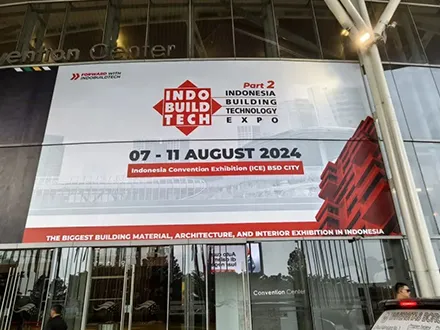 Convention Center
FORWARD WITH
INDOBUILDTECH
INDO
BUILD
TECH
Part 2
INDONESIA
BUILDING
TECHNOLOGY
EXPO
07 - 11 AUGUST 2024
Indonesia Convention Exhibition (ICE) BSD CITY
THE BIGGEST BUILDING MATERIAL, ARCHITECTURE, AND INTERIOR EXHIBITION IN INDONESIA
Convention Center